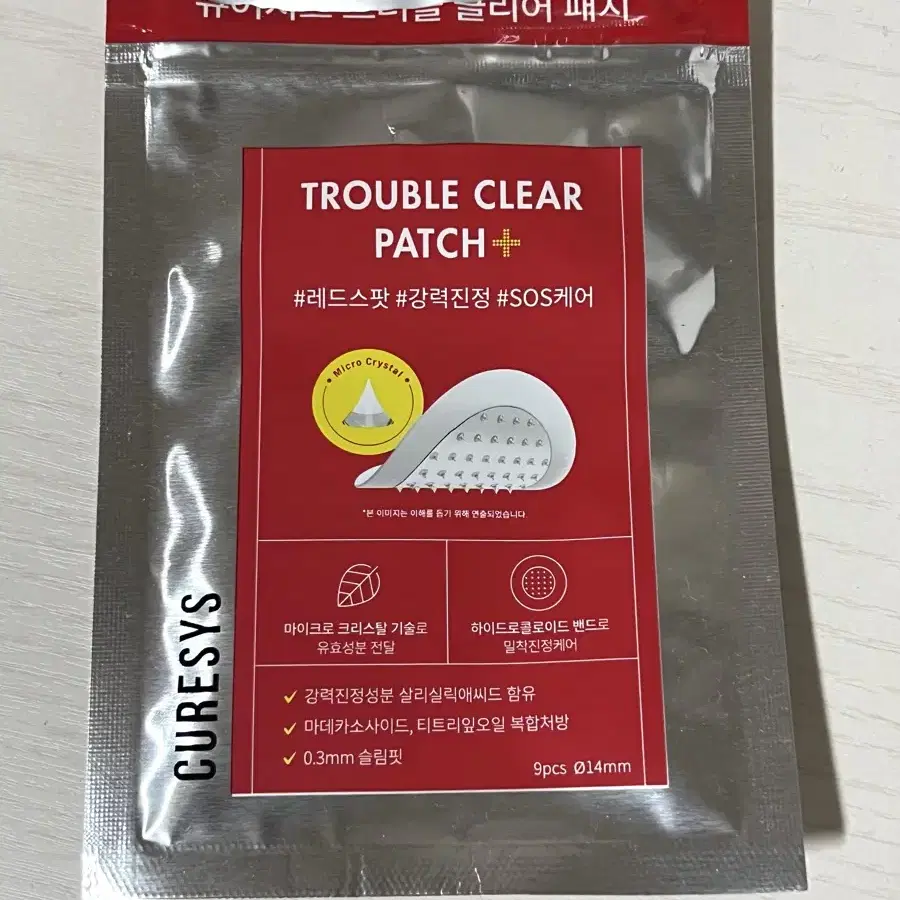 클리어 패치
TROUBLE CLEAR
PATCH+
#레드스팟 #강력진정 #SOS케어
Micro Crystal
*본 이미지는 이해를 돕기 위해 연출되었습니다.
마이크로 크리스탈 기술로
유효성분 전달
하이드로콜로이드 밴드로
밀착진정케어
강력진정성분 살리실릭애씨드 함유
마데카소사이드, 티트리잎오일 복합처방
0.3mm 슬림핏
9pcs Ø14mm
CURESYS